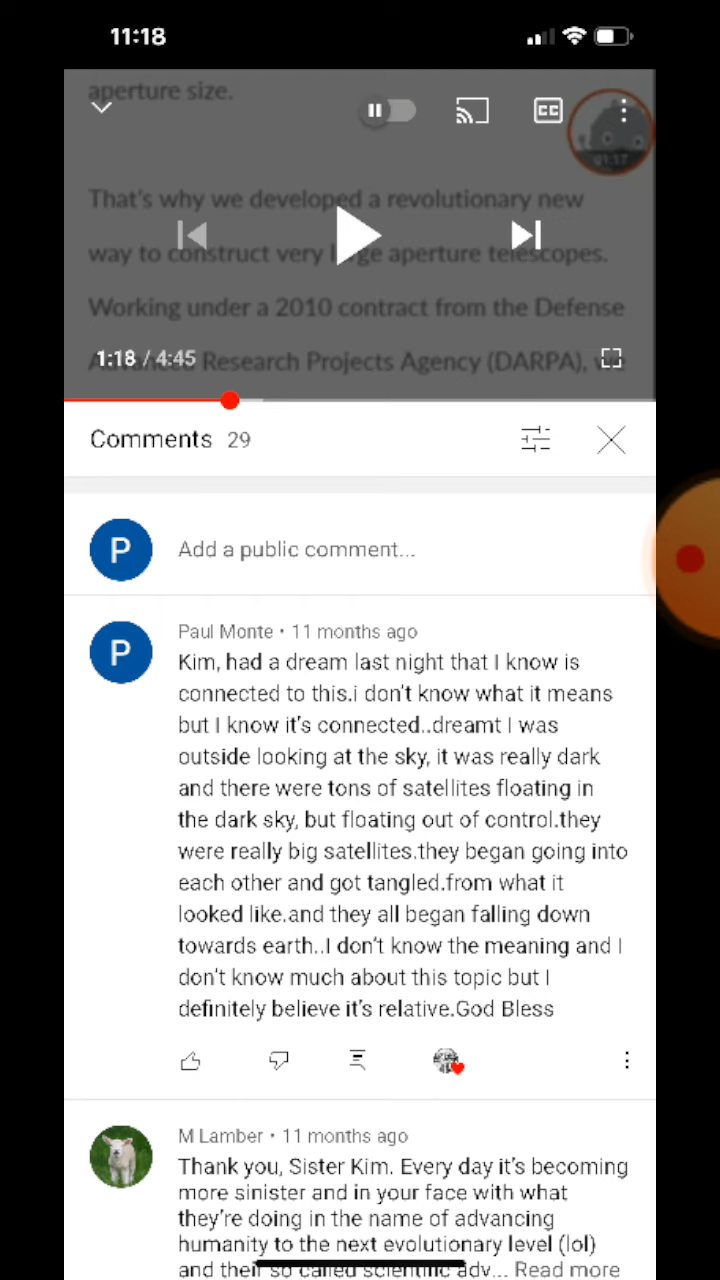 11:18
aperture size.
CC
01:17
That's why we developed a revolutionary new
way to construct very large aperture telescopes.
Working under a 2010 contract from the Defense
1:18 / 4:45
Advanced Research Projects Agency (DARPA), we
Comments 29
P
Add a public comment...
Paul Monte • 11 months ago
P
Kim, had a dream last night that I know is
connected to this.i don't know what it means
but I know it's connected..dreamt I was
outside looking at the sky, it was really dark
and there were tons of satellites floating in
the dark sky, but floating out of control.they
were really big satellites.they began going into
each other and got tangled.from what it
looked like.and they all began falling down
towards earth..I don't know the meaning and I
don't know much about this topic but I
definitely believe it's relative.God Bless
M Lamber • 11 months ago
Thank you, Sister Kim. Every day it's becoming
more sinister and in your face with what
they're doing in the name of advancing
humanity to the next evolutionary level (lol)
and their so called scientific adv... Read more